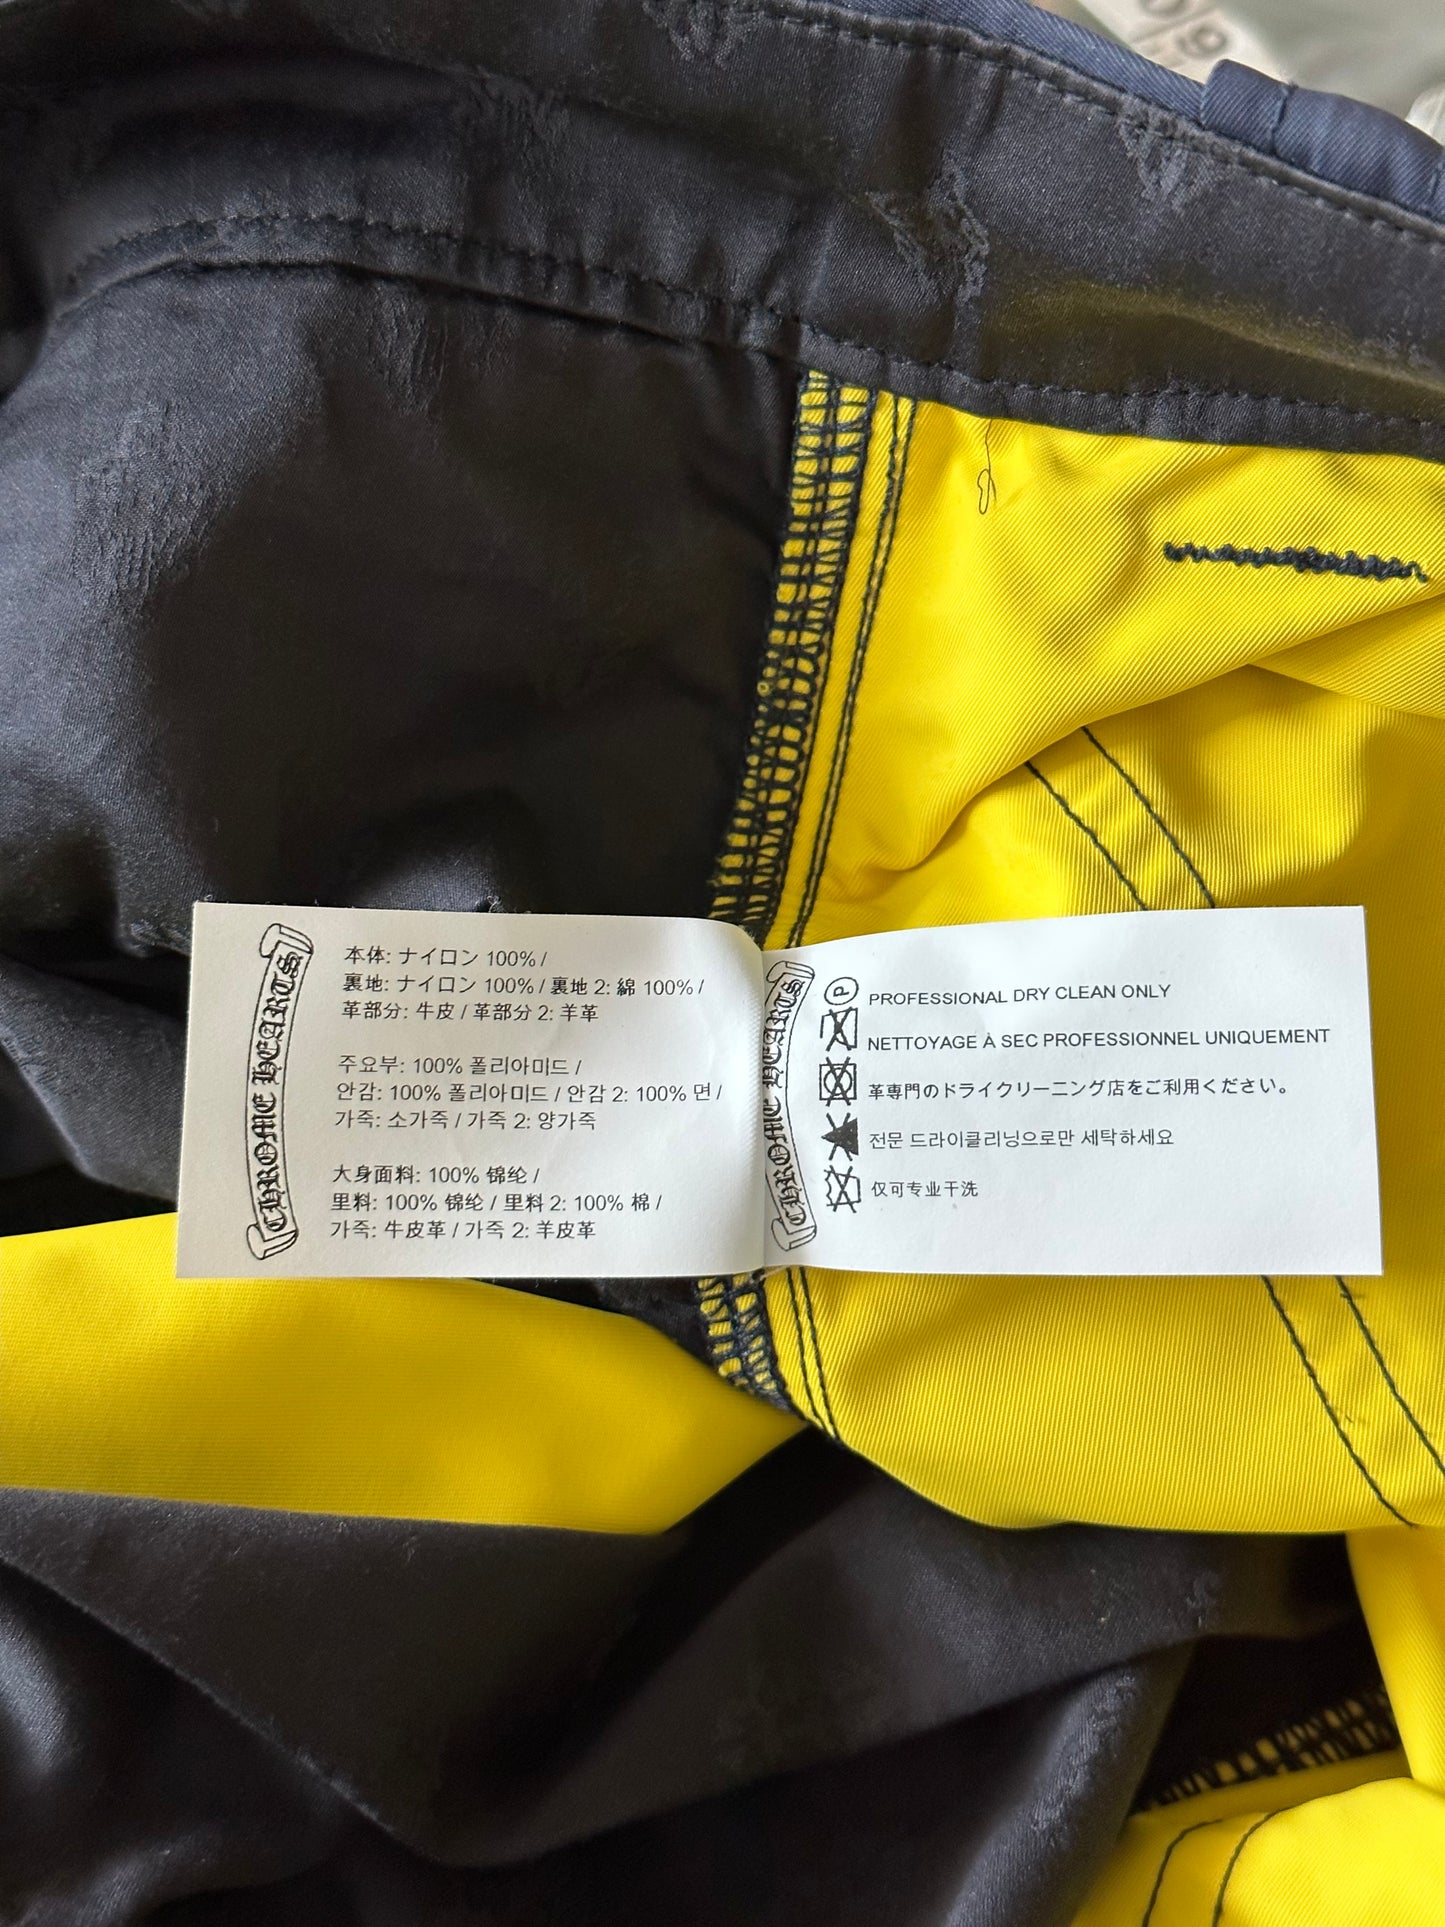 CHROME HEARTS
本体: ナイロン 100% /
裏地: ナイロン 100% / 裏地 2: 綿 100% /
革部分: 牛皮 / 革部分 2: 羊革
주요부: 100% 폴리아미드 /
안감: 100% 폴리아미드 / 안감 2: 100% 면 /
가죽: 소가죽 / 가죽 2: 양가죽
大身面料: 100% 锦纶 /
里料: 100% 锦纶 / 里料 2: 100% 棉 /
가죽: 牛皮革 / 가죽 2: 羊皮革
CHROME HEARTS
P PROFESSIONAL DRY CLEAN ONLY
NETTOYAGE À SEC PROFESSIONNEL UNIQUEMENT
革専門のドライクリーニング店をご利用ください。
전문 드라이클리닝으로만 세탁하세요
仅可专业干洗